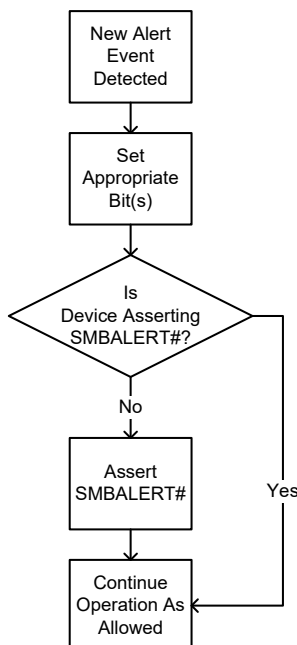 New Alert
Event
Detected
Set
Appropriate
Bit(s)
Is
Device Asserting
SMBALERT#?
No
Assert
SMBALERT#
Yes
Continue
Operation As
Allowed